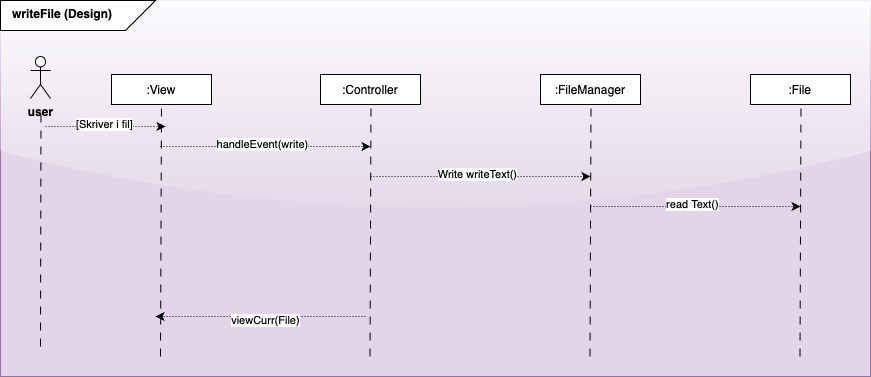 writeFile (Design)
:View
:Controller
:FileManager
:File
user
[Skriver i fil]
handleEvent(write)
Write writeText()
read Text()
viewCurr(File)